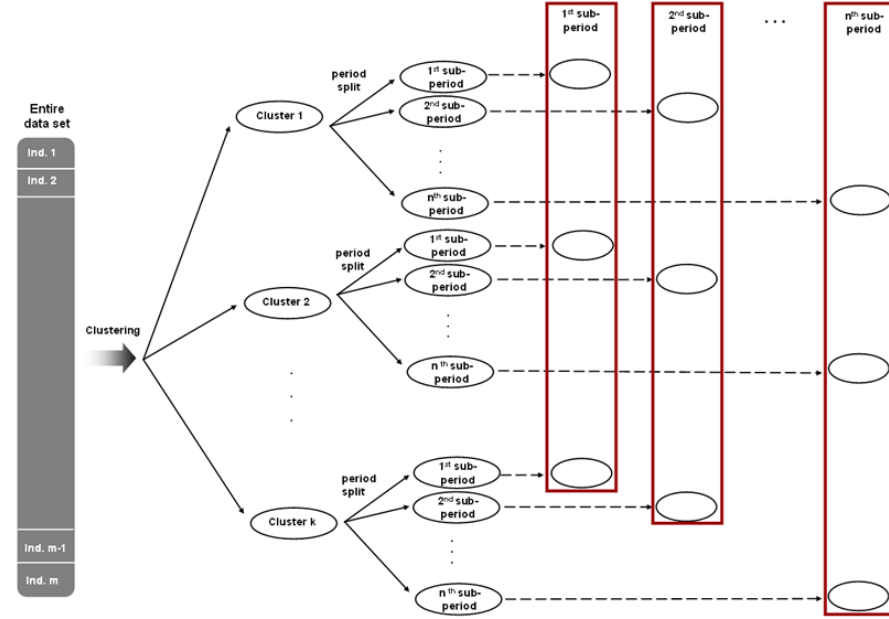 Entire
data set
Ind. 1
Ind. 2
Ind. m-1
Ind. m
Clustering
Cluster 1
period
split
1st sub-
period
2nd sub-
period
. . .
nth sub-
period
Cluster 2
period
split
1st sub-
period
2nd sub-
period
. . .
n th sub-
period
. . .
Cluster k
period
split
1st sub-
period
2nd sub-
period
. . .
n th sub-
period
1st sub-
period
2nd sub-
period
. . .
nth sub-
period